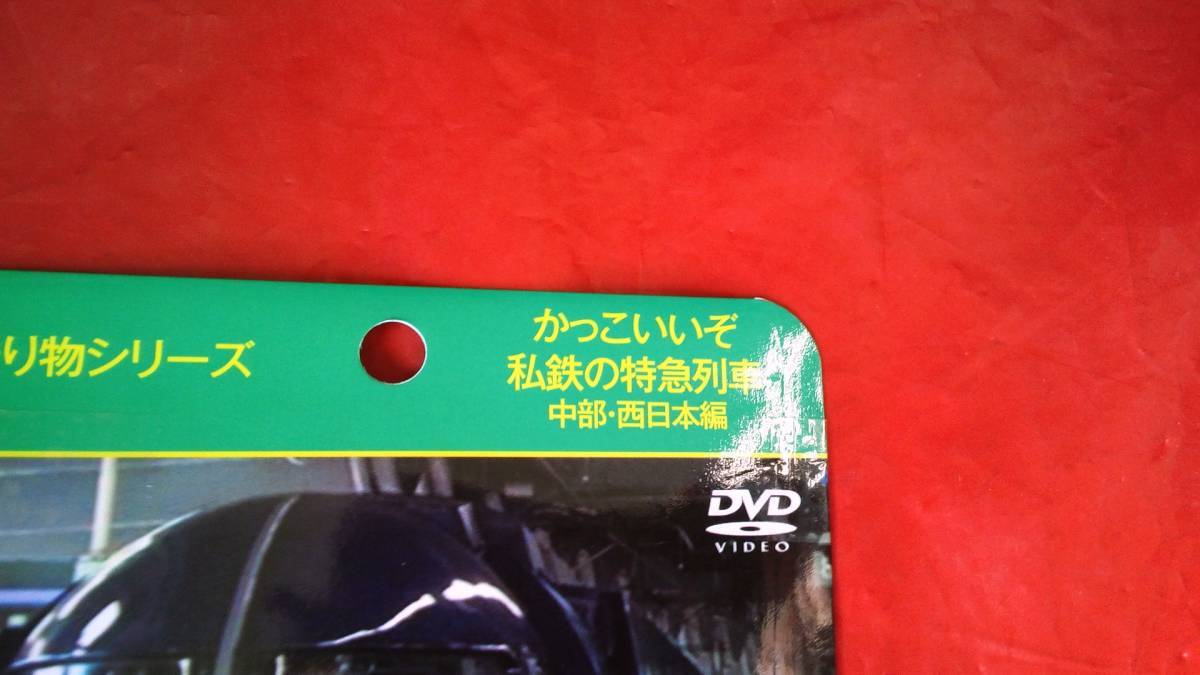 り物シリーズ
かっこいいぞ
私鉄の特急列車
中部・西日本編
DVD
VIDEO